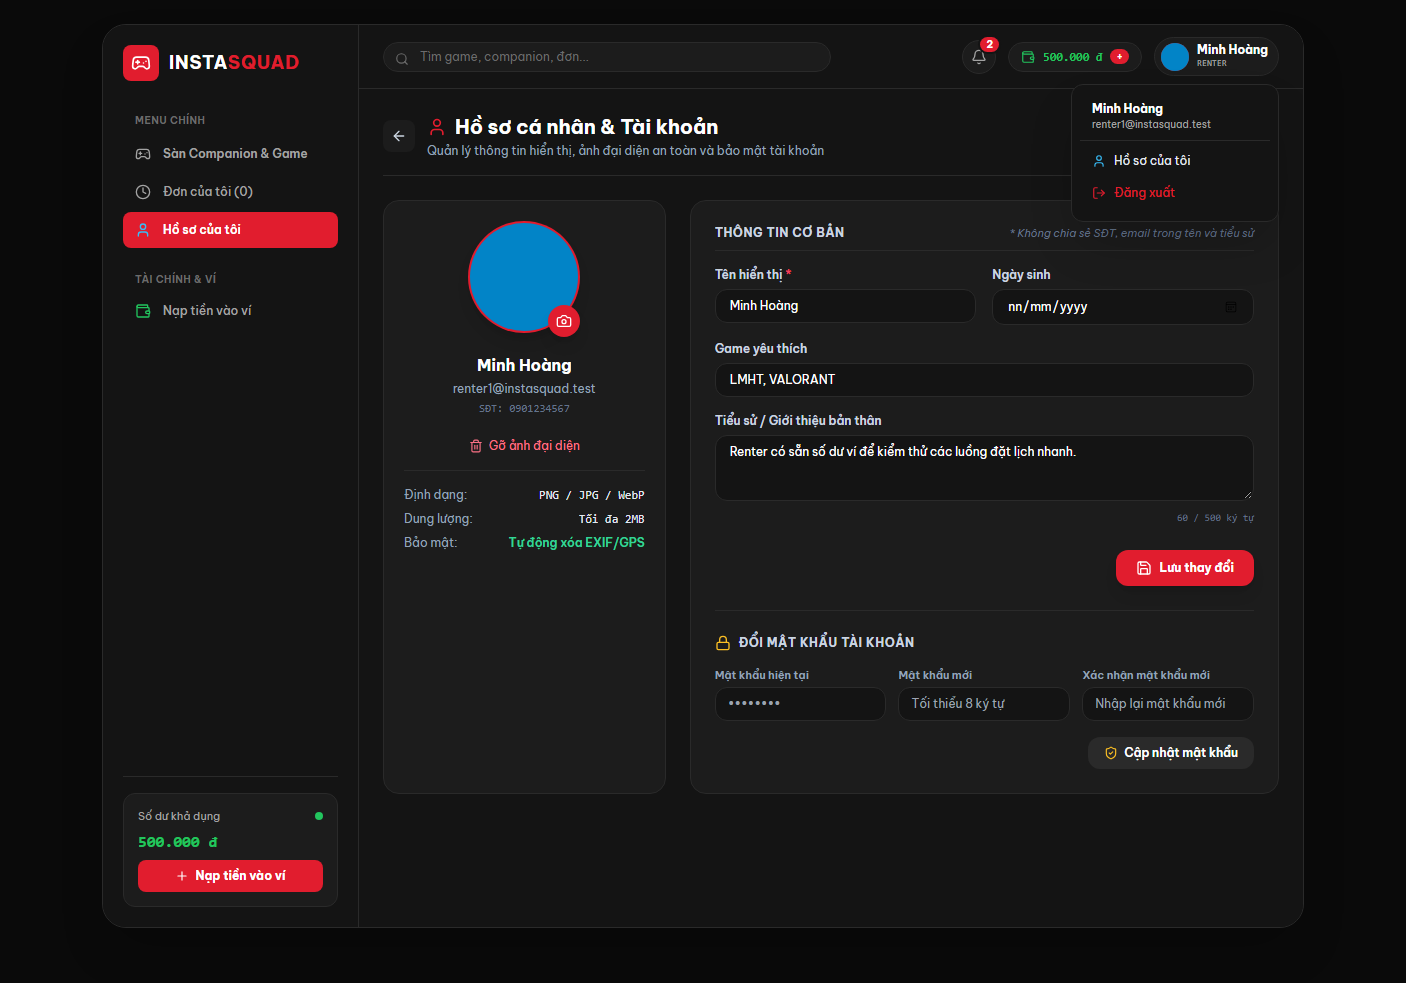 INSTASQUAD
Tìm game, companion, đơn...
2
500.000 đ
+
Minh Hoàng
RENTER
Minh Hoàng
renter1@instasquad.test
Hồ sơ của tôi
Đăng xuất
MENU CHÍNH
Sàn Companion & Game
Đơn của tôi (0)
Hồ sơ của tôi
TÀI CHÍNH & VÍ
Nạp tiền vào ví
Số dư khả dụng
500.000 đ
Nạp tiền vào ví
Hồ sơ cá nhân & Tài khoản
Quản lý thông tin hiển thị, ảnh đại diện an toàn và bảo mật tài khoản
Minh Hoàng
renter1@instasquad.test
SĐT: 0901234567
Gỡ ảnh đại diện
Định dạng: PNG / JPG / WebP
Dung lượng: Tối đa 2MB
Bảo mật: Tự động xóa EXIF/GPS
THÔNG TIN CƠ BẢN
* Không chia sẻ SĐT, email trong tên và tiểu sử
Tên hiển thị *
Minh Hoàng
Ngày sinh
nn/mm/yyyy
Game yêu thích
LMHT, VALORANT
Tiểu sử / Giới thiệu bản thân
Renter có sẵn số dư ví để kiểm thử các luồng đặt lịch nhanh.
60 / 500 ký tự
Lưu thay đổi
ĐỔI MẬT KHẨU TÀI KHOẢN
Mật khẩu hiện tại
••••••••
Mật khẩu mới
Tối thiểu 8 ký tự
Xác nhận mật khẩu mới
Nhập lại mật khẩu mới
Cập nhật mật khẩu